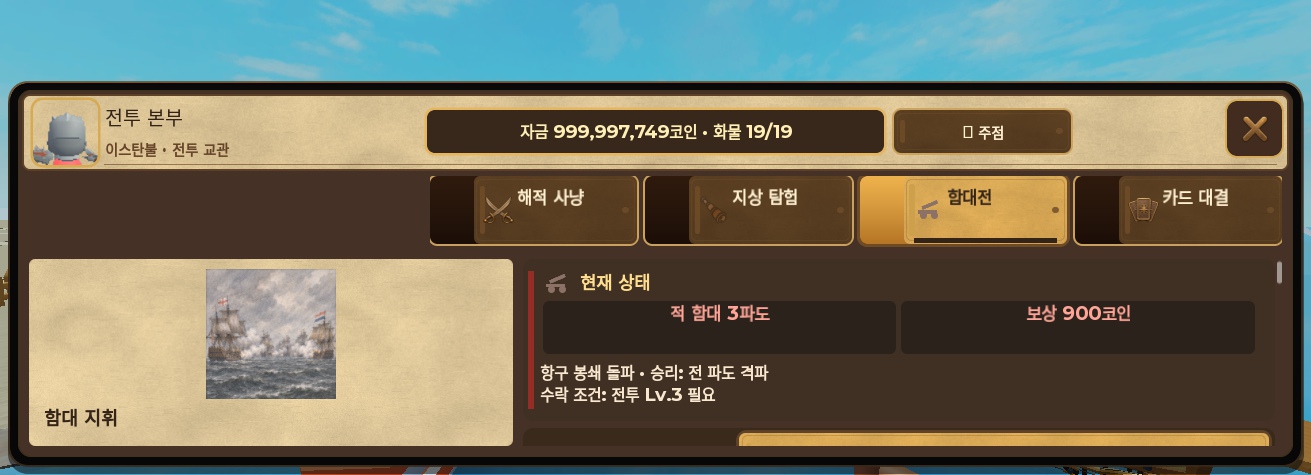 전투 본부
이스탄불 • 전투 교관
자금 999,997,749코인 • 화물 19/19
주점
해적 사냥
지상 탐험
함대전
카드 대결
현재 상태
적 함대 3파도
보상 900코인
항구 봉쇄 돌파 • 승리: 전 파도 격파
수락 조건: 전투 Lv.3 필요
함대 지휘